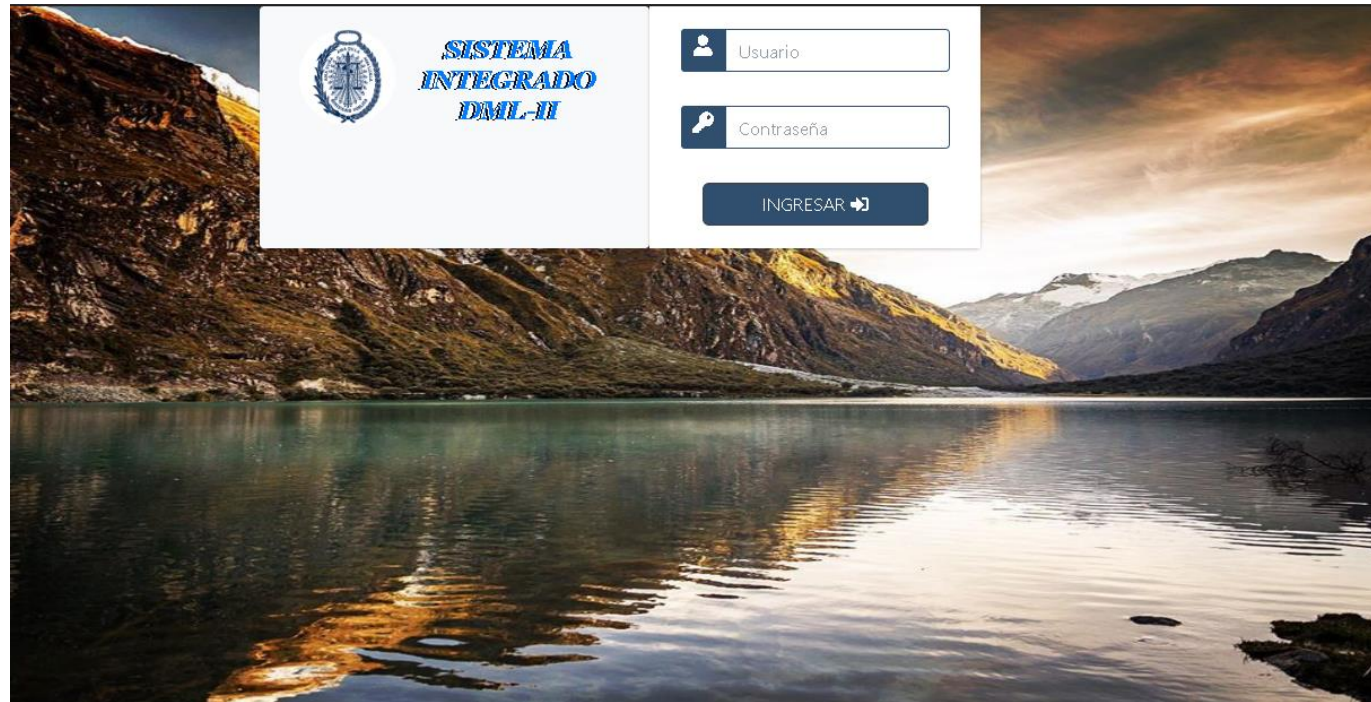 SISTEMA
INTEGRADO
DML-II
Usuario
Contraseña
INGRESAR